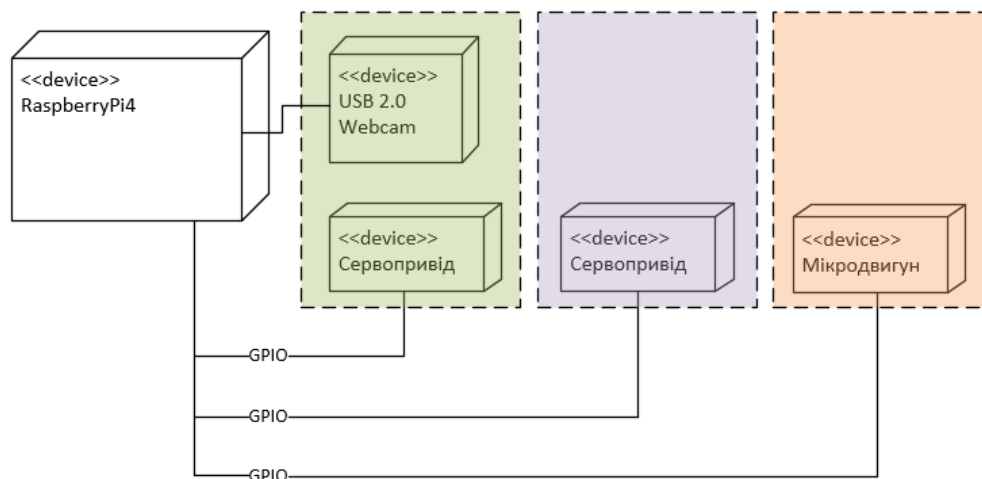 <<device>>
RaspberryPi4
<<device>>
USB 2.0
Webcam
<<device>>
Сервопривід
<<device>>
Сервопривід
<<device>>
Мікродвигун
GPIO
GPIO
GPIO